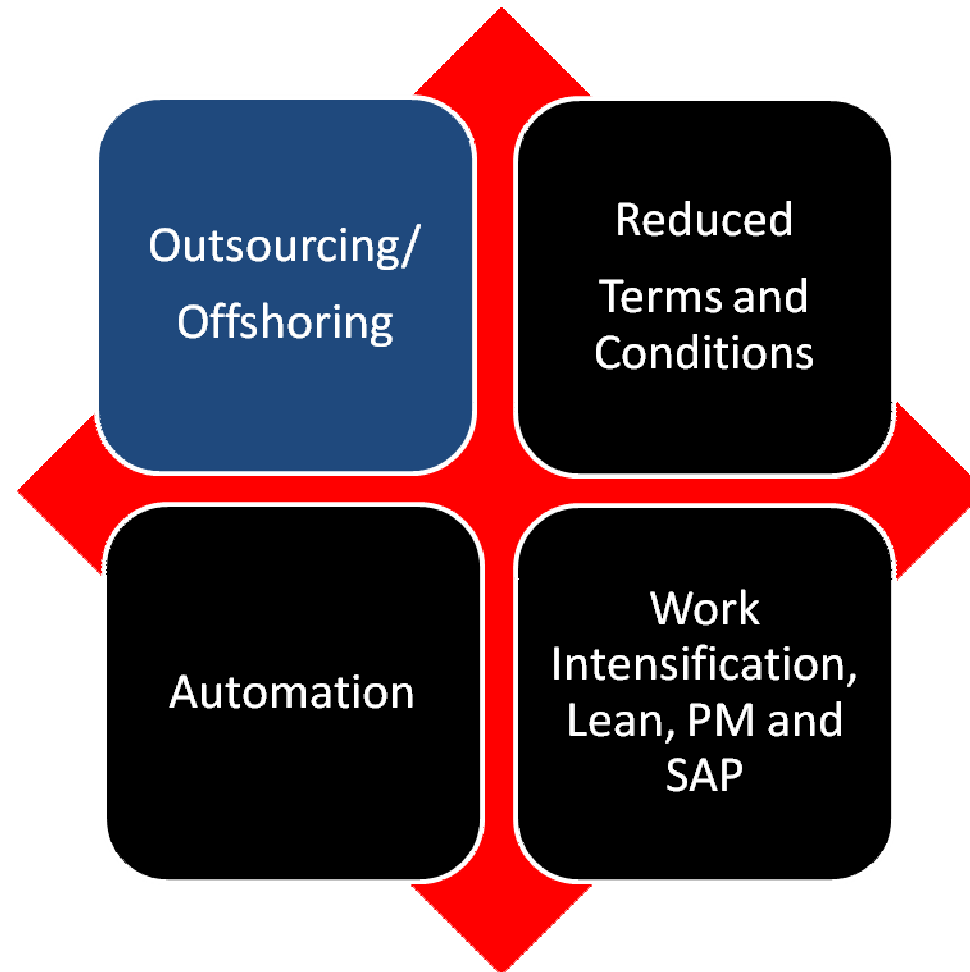 Outsourcing/
Offshoring
Reduced
Terms and
Conditions
Automation
Work
Intensification,
Lean, PM and
SAP